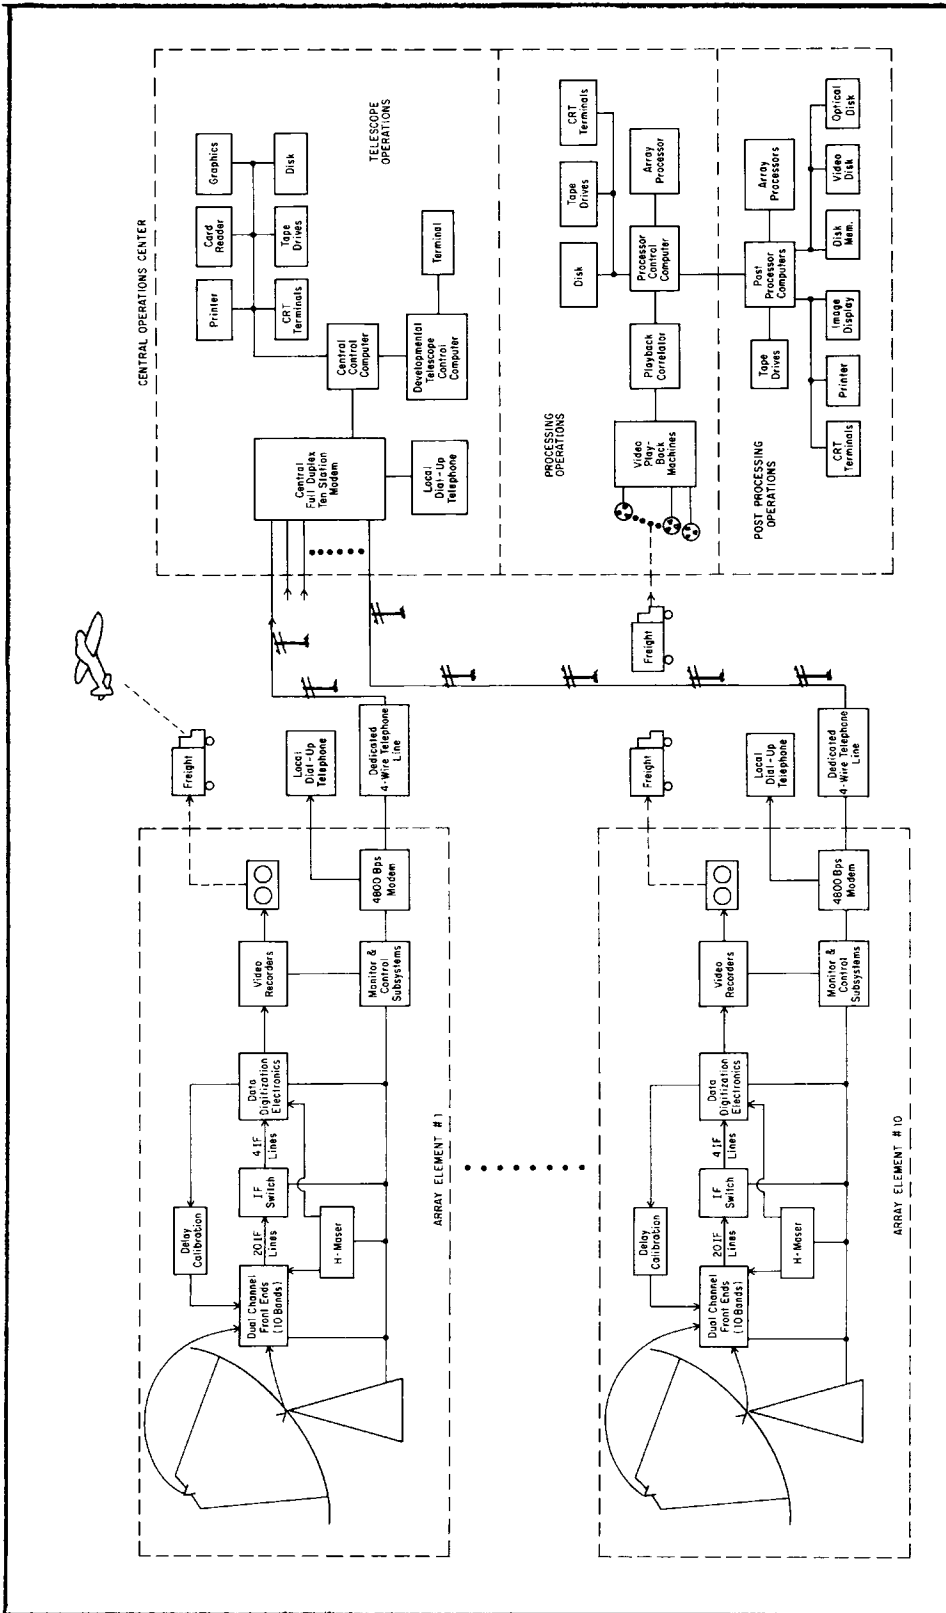 CENTRAL OPERATIONS CENTER
TELESCOPE
OPERATIONS
Printer
Card
Reader
Graphics
CRT
Terminals
Tape
Drives
Disk
Central
Control
Computer
Developmental
Telescope
Control
Computer
Terminal
Central
Full Duplex
Ten Station
Modem
Local
Dial-Up
Telephone
PROCESSING
OPERATIONS
Disk
Tape
Drives
CRT
Terminals
Video
Play-
Back
Machines
Playback
Correlator
Processor
Control
Computer
Array
Processor
POST PROCESSING
OPERATIONS
Tape
Drives
Post
Processor
Computers
Array
Processors
CRT
Terminals
Printer
Image
Display
Disk
Mem.
Video
Disk
Optical
Disk
Freight
Freight
Freight
Local
Dial-Up
Telephone
Dedicated
4-Wire Telephone
Line
Delay
Calibration
Dual Channel
Front Ends
(10 Bands)
20 IF
Lines
IF
Switch
4 IF
Lines
Data
Digitization
Electronics
Video
Recorders
H-Maser
Monitor &
Control
Subsystems
4800 Bps
Modem
ARRAY ELEMENT #1
Local
Dial-Up
Telephone
Dedicated
4-Wire Telephone
Line
Delay
Calibration
Dual Channel
Front Ends
(10 Bands)
20 IF
Lines
IF
Switch
4 IF
Lines
Data
Digitization
Electronics
Video
Recorders
H-Maser
Monitor &
Control
Subsystems
4800 Bps
Modem
ARRAY ELEMENT #10